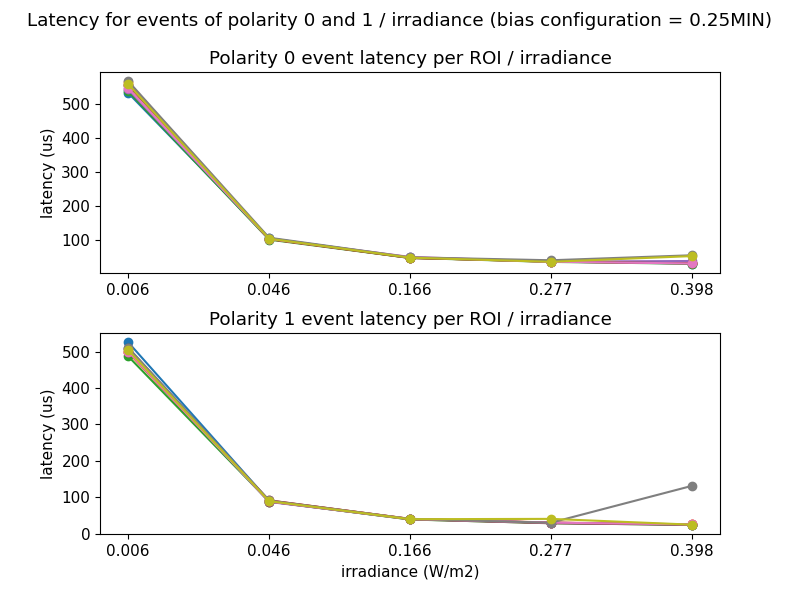 Latency for events of polarity 0 and 1 / irradiance (bias configuration = 0.25MIN)
Polarity 0 event latency per ROI / irradiance
latency (us)
500
400
300
200
100
0.006 0.046 0.166 0.277 0.398
Polarity 1 event latency per ROI / irradiance
latency (us)
500
400
300
200
100
0
0.006 0.046 0.166 0.277 0.398
irradiance (W/m2)